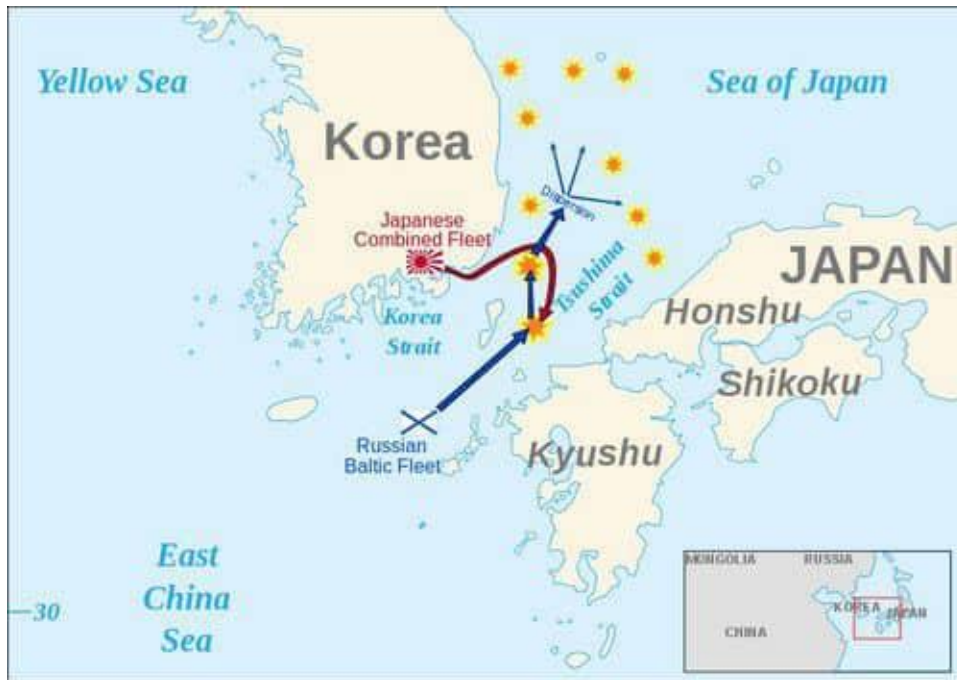 Yellow Sea
Sea of Japan
Korea
Dispersion
Japanese
Combined Fleet
Tsushima
Strait
JAPAN
Honshu
Korea
Strait
Shikoku
Russian
Baltic Fleet
Kyushu
East
China
Sea
30
MONGOLIA
RUSSIA
KOREA
JAPAN
CHINA